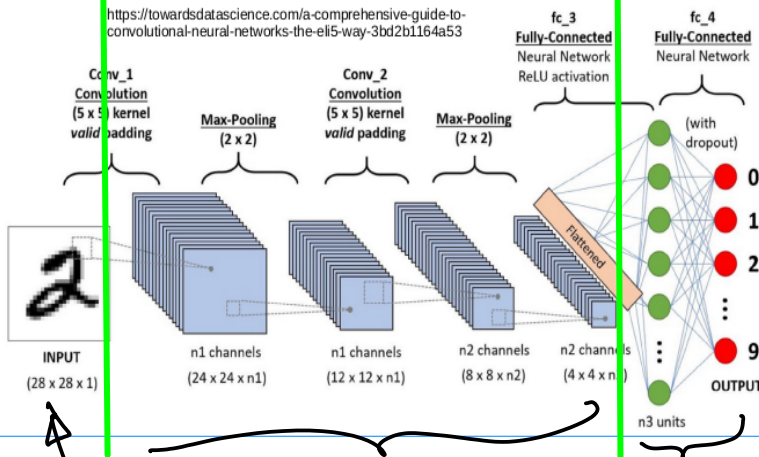 https://towardsdatascience.com/a-comprehensive-guide-to-
convolutional-neural-networks-the-eli5-way-3bd2b1164a53
fc_3
Fully-Connected
Neural Network
ReLU activation
fc_4
Fully-Connected
Neural Network
Conv_1
Convolution
(5 x 5) kernel
valid padding
Max-Pooling
(2 x 2)
Conv_2
Convolution
(5 x 5) kernel
valid padding
Max-Pooling
(2 x 2)
(with
dropout)
Flattened
0
1
2
9
INPUT
(28 x 28 x 1)
n1 channels
(24 x 24 x n1)
n1 channels
(12 x 12 x n1)
n2 channels
(8 x 8 x n2)
n2 channels
(4 x 4 x n2)
n3 units
OUTPUT